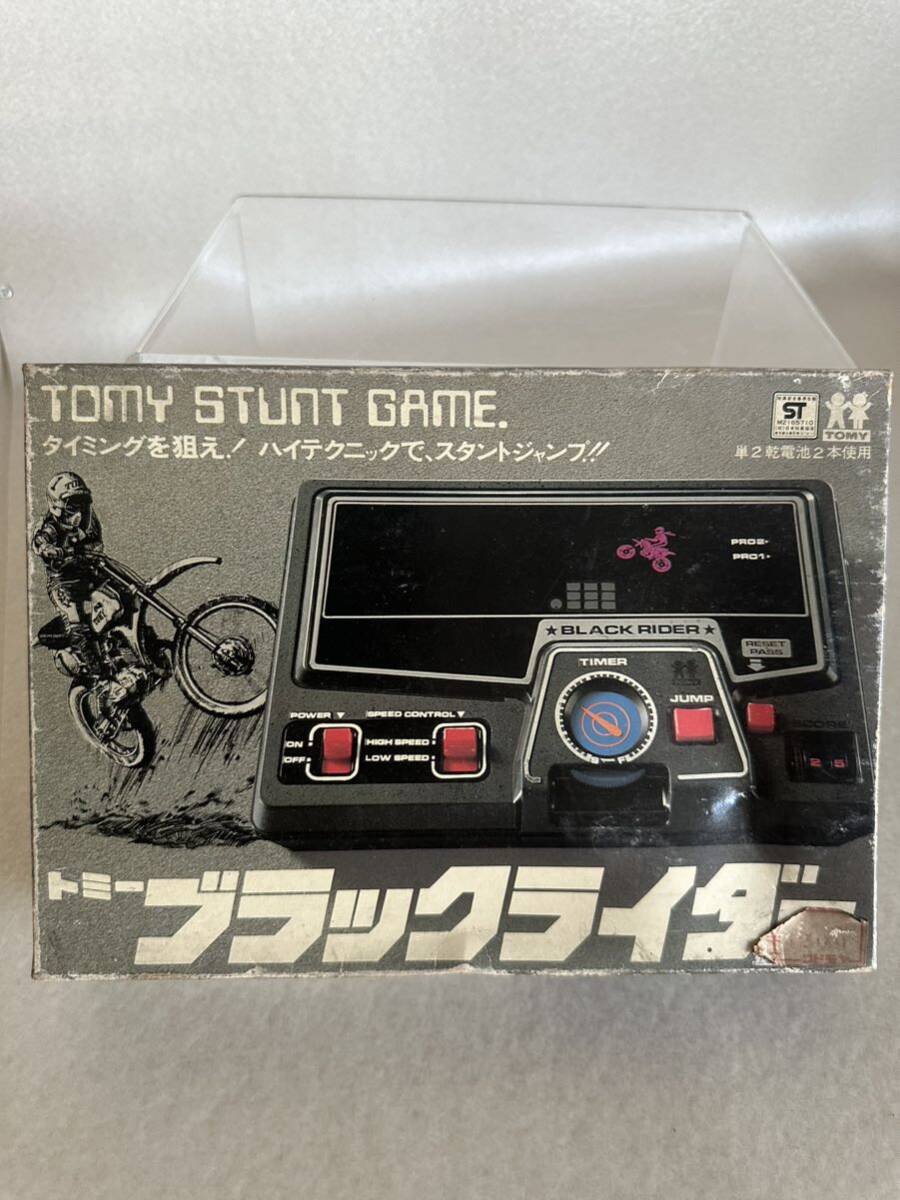 TOMY STUNT GAME.
タイミングを狙え! ハイテクニックで、スタントジャンプ!!
ST
TOMY
単2乾電池2本使用
PRO2
PRO1
★BLACK RIDER★
RESET
PASS
TIMER
JUMP
POWER ▼
SPEED CONTROL ▼
ON
OFF
HIGH SPEED
LOW SPEED
SCORE
2 5
トミー ブラックライダー